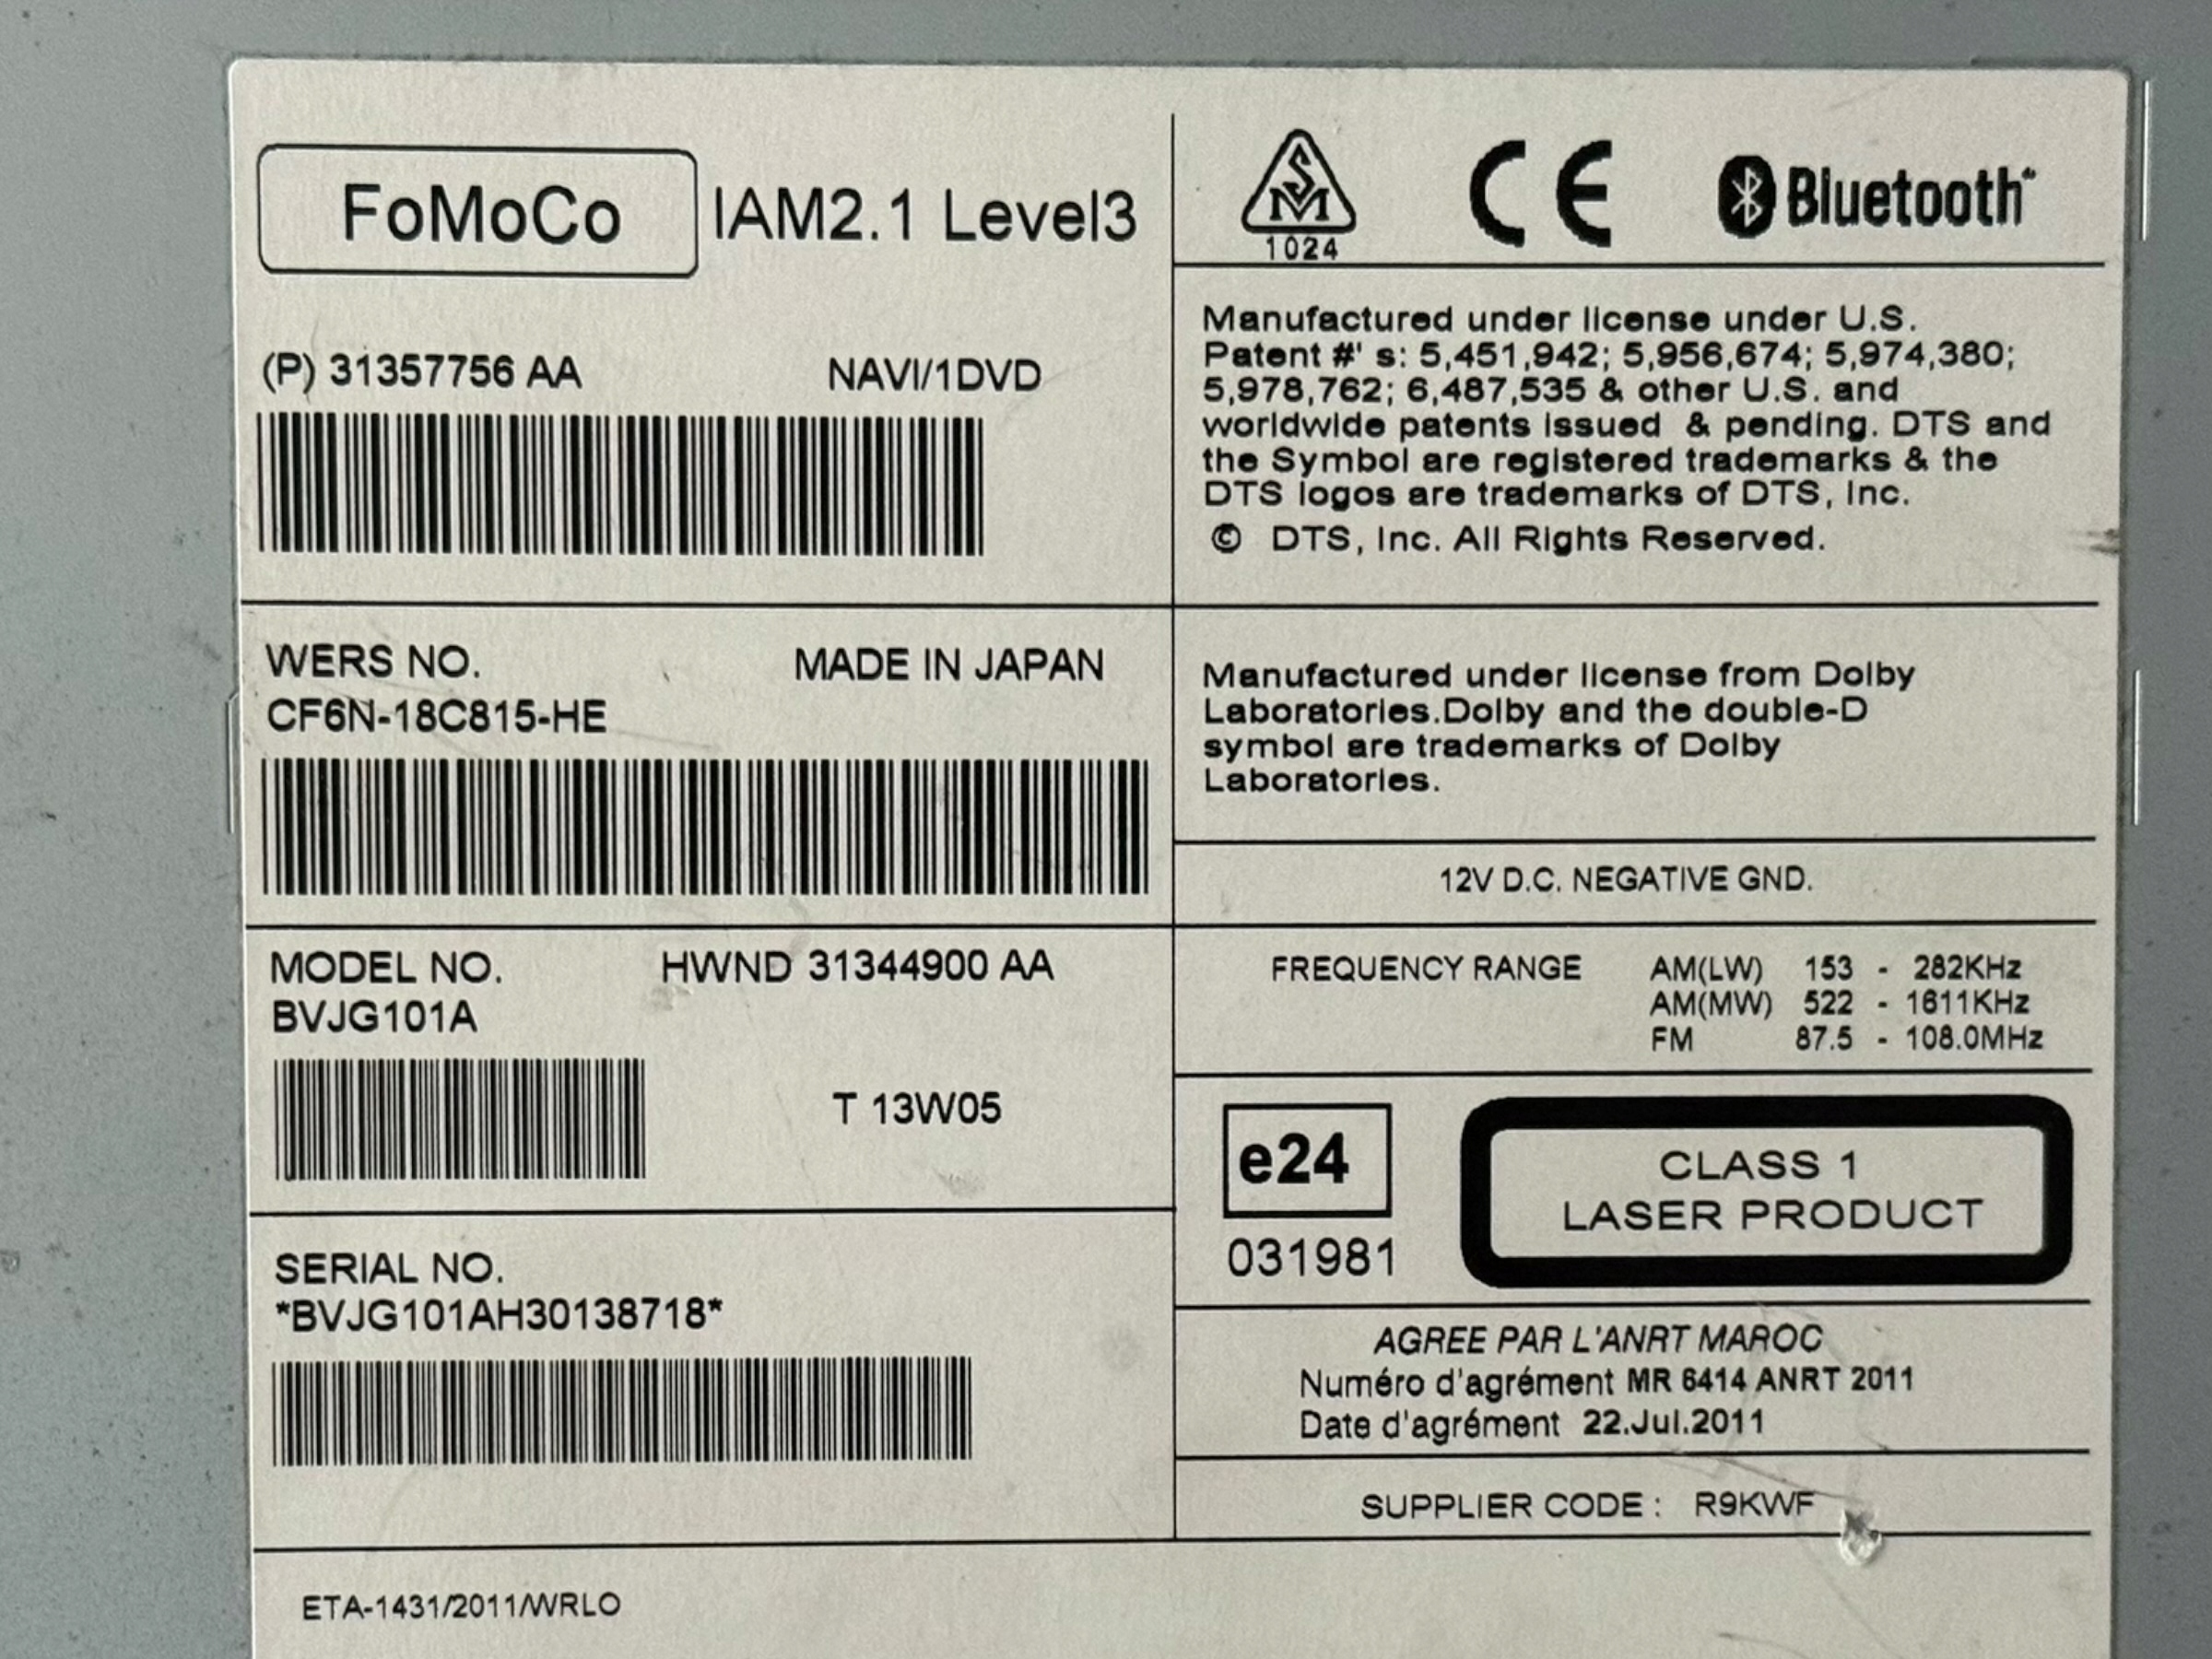 FoMoCo IAM2.1 Level3
(P) 31357756 AA NAVI/1DVD
WERS NO. MADE IN JAPAN
CF6N-18C815-HE
MODEL NO. HWND 31344900 AA
BVJG101A
T 13W05
SERIAL NO.
*BVJG101AH30138718*
SM
1024
CE
Bluetooth™
Manufactured under license under U.S.
Patent #' s: 5,451,942; 5,956,674; 5,974,380;
5,978,762; 6,487,535 & other U.S. and
worldwide patents issued & pending. DTS and
the Symbol are registered trademarks & the
DTS logos are trademarks of DTS, Inc.
© DTS, Inc. All Rights Reserved.
Manufactured under license from Dolby
Laboratories.Dolby and the double-D
symbol are trademarks of Dolby
Laboratories.
12V D.C. NEGATIVE GND.
FREQUENCY RANGE AM(LW) 153 - 282KHz
AM(MW) 522 - 1611KHz
FM 87.5 - 108.0MHz
e24
031981
CLASS 1
LASER PRODUCT
AGREE PAR L'ANRT MAROC
Numéro d'agrément MR 6414 ANRT 2011
Date d'agrément 22.Jul.2011
SUPPLIER CODE : R9KWF
ETA-1431/2011/WRLO